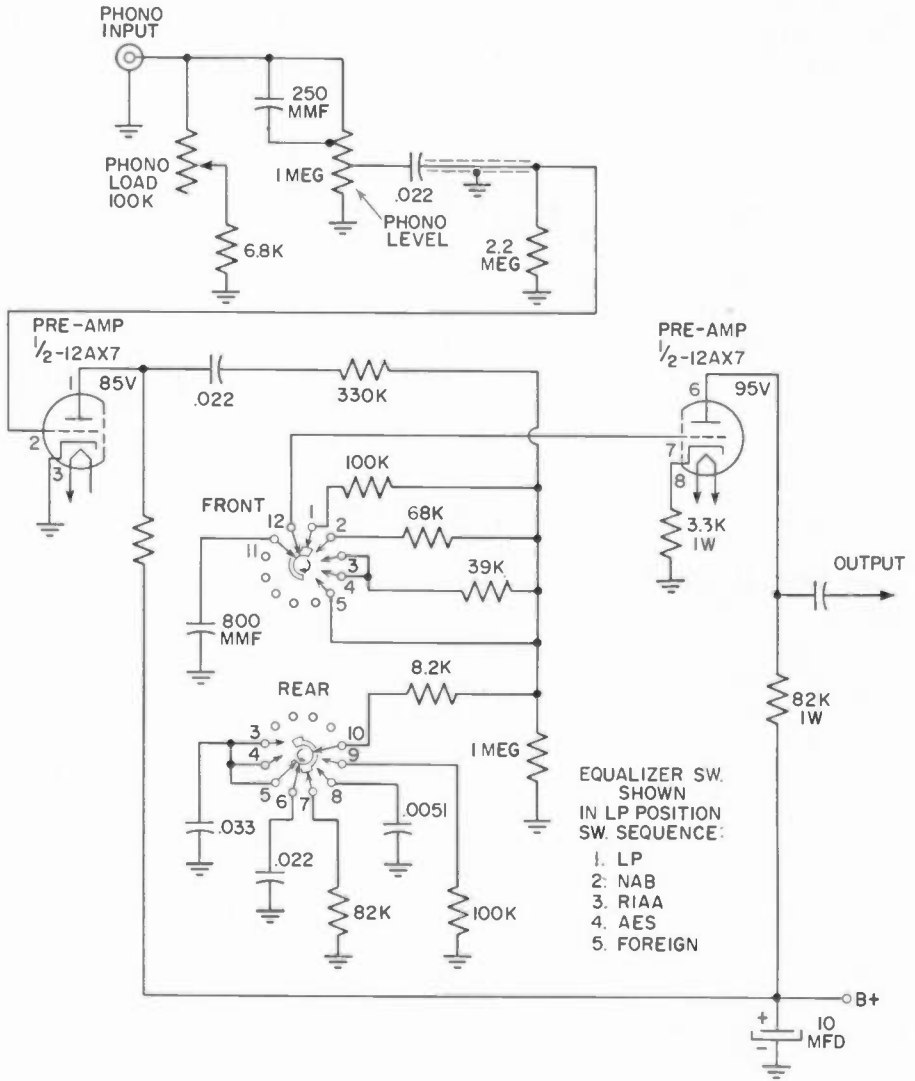 PHONO
INPUT
250
MMF
PHONO
LOAD
100K
1 MEG
.022
PHONO
LEVEL
6.8K
2.2
MEG
PRE-AMP
1/2-12AX7
1
85V
2
3
.022
330K
PRE-AMP
1/2-12AX7
6
95V
7
8
3.3K
1W
100K
FRONT
12
1
2
68K
11
3
4
39K
5
OUTPUT
800
MMF
8.2K
REAR
82K
1W
3
10
4
9
1 MEG
5
6
7
8
.0051
.033
.022
82K
100K
EQUALIZER SW.
SHOWN
IN LP POSITION
SW. SEQUENCE:
1. LP
2. NAB
3. RIAA
4. AES
5. FOREIGN
B+
+
-
10
MFD